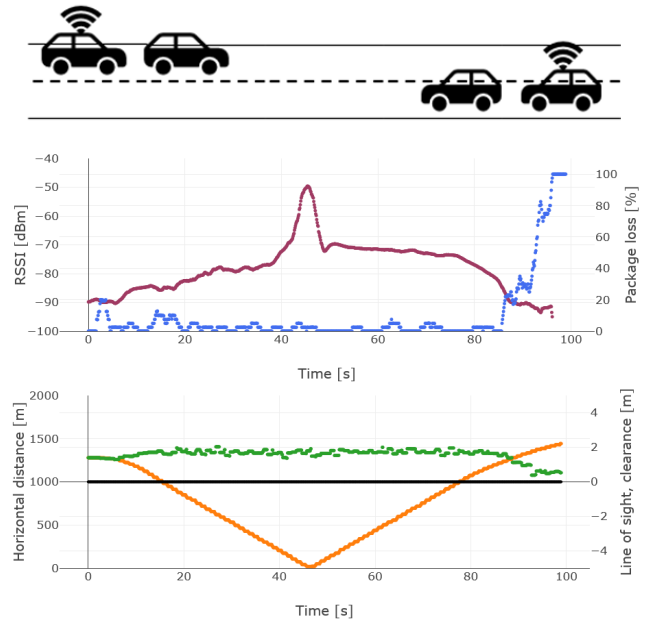 −40
−50
−60
−70
−80
−90
−100
RSSI [dBm]
100
80
60
40
20
0
Package loss [%]
0 20 40 60 80 100
Time [s]
2000
1500
1000
500
0
Horizontal distance [m]
4
2
0
−2
−4
Line of sight, clearance [m]
0 20 40 60 80 100
Time [s]